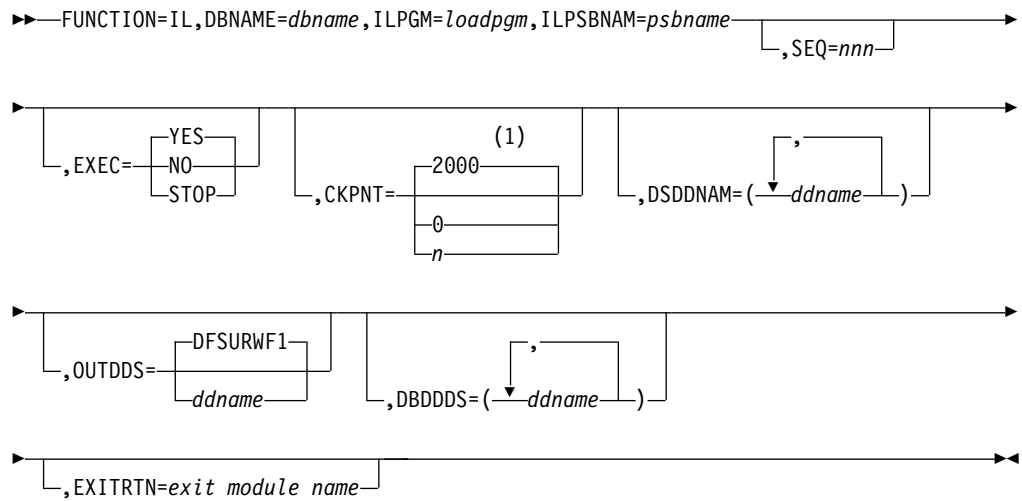 FUNCTION=IL,DBNAME=dbname,ILPGM=loadpgm,ILPSBNAM=psbname
,SEQ=nnn
,EXEC=
YES
NO
STOP
,CKPNT=
(1)
2000
0
n
,DSDDNAM=(
,
ddname
)
,OUTDDS=
DFSURWF1
ddname
,DBDDDS=(
,
ddname
)
,EXITRTN=exit module name